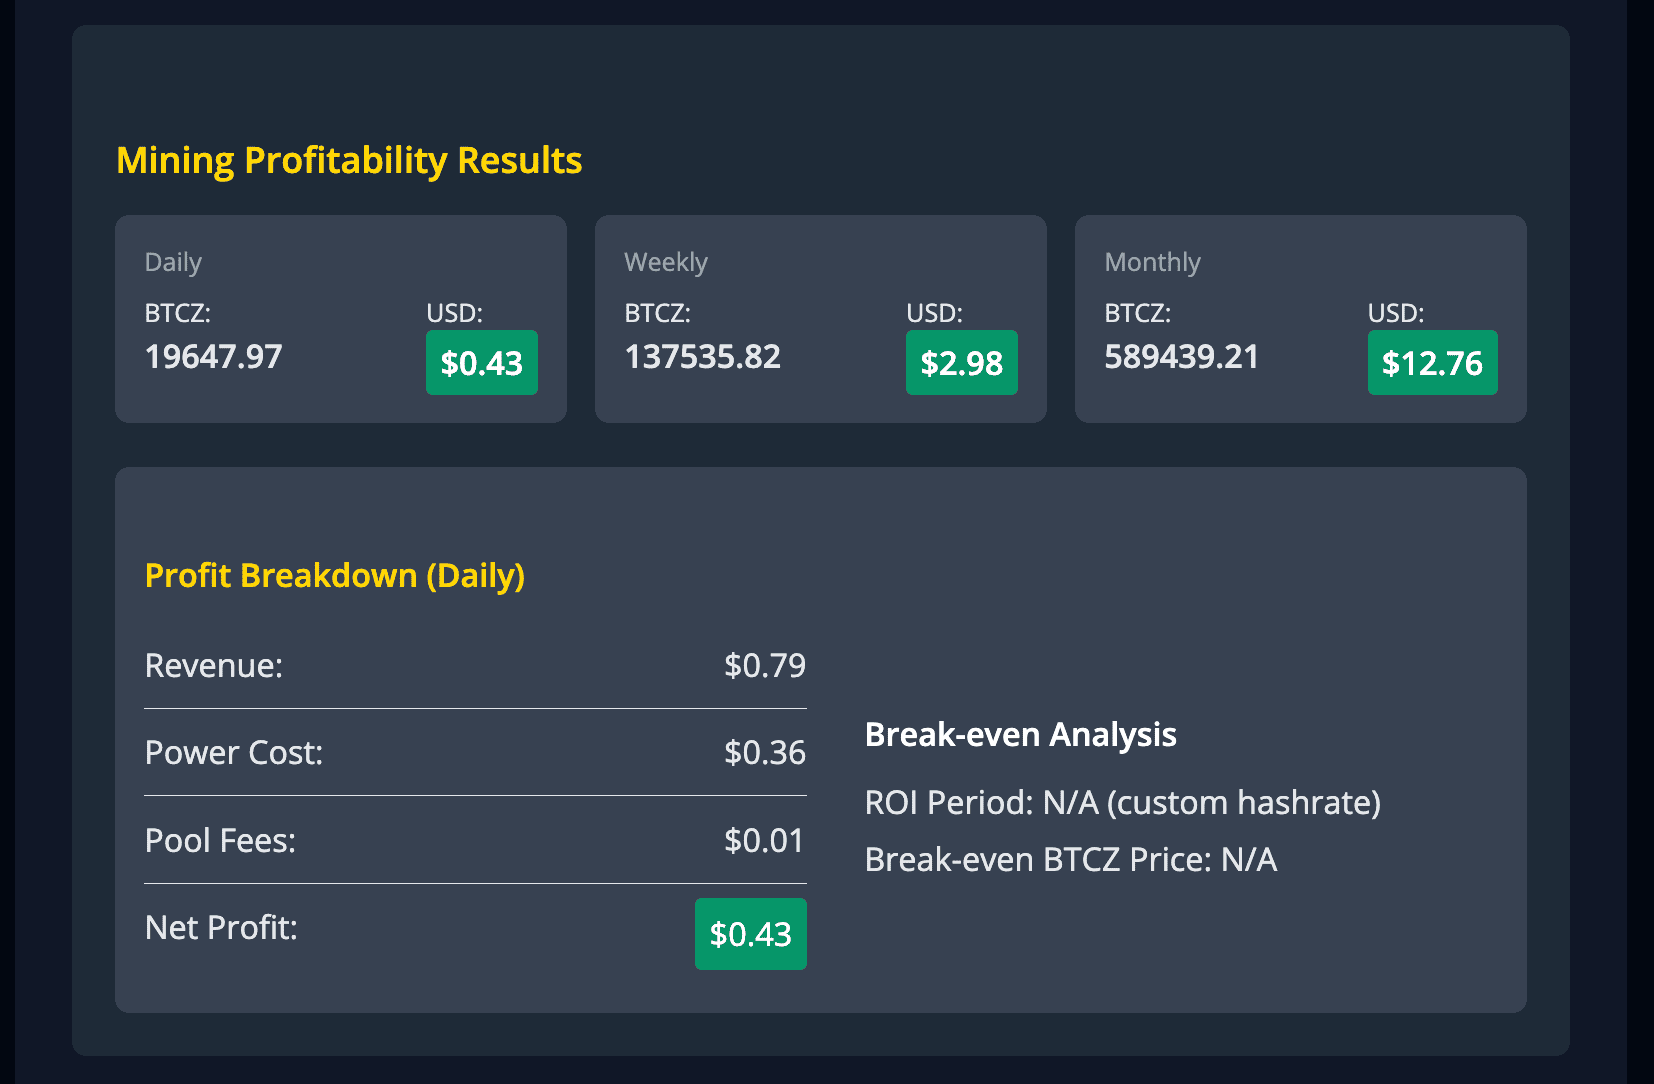 Mining Profitability Results
Daily
BTCZ: USD:
19647.97 $0.43
Weekly
BTCZ: USD:
137535.82 $2.98
Monthly
BTCZ: USD:
589439.21 $12.76
Profit Breakdown (Daily)
Revenue: $0.79
Power Cost: $0.36
Pool Fees: $0.01
Net Profit: $0.43
Break-even Analysis
ROI Period: N/A (custom hashrate)
Break-even BTCZ Price: N/A